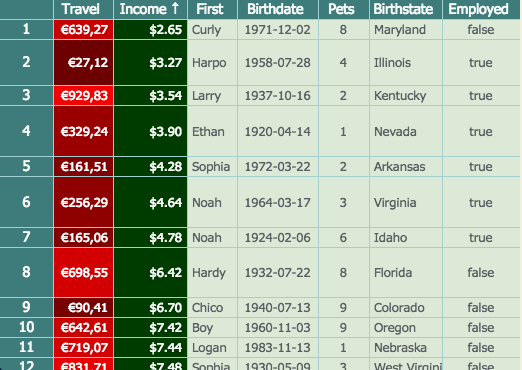 Travel Income ↑ First Birthdate Pets Birthstate Employed
1 €639,27 $2.65 Curly 1971-12-02 8 Maryland false
2 €27,12 $3.27 Harpo 1958-07-28 4 Illinois true
3 €929,83 $3.54 Larry 1937-10-16 2 Kentucky true
4 €329,24 $3.90 Ethan 1920-04-14 1 Nevada true
5 €161,51 $4.28 Sophia 1972-03-22 2 Arkansas true
6 €256,29 $4.64 Noah 1964-03-17 3 Virginia true
7 €165,06 $4.78 Noah 1924-02-06 6 Idaho true
8 €698,55 $6.42 Hardy 1932-07-22 8 Florida false
9 €90,41 $6.70 Chico 1940-07-13 9 Colorado false
10 €642,61 $7.42 Boy 1960-11-03 9 Oregon false
11 €719,07 $7.44 Logan 1983-11-13 1 Nebraska false
12 €831,71 $7.48 Sophia 1930-05-09 3 West Virgini false